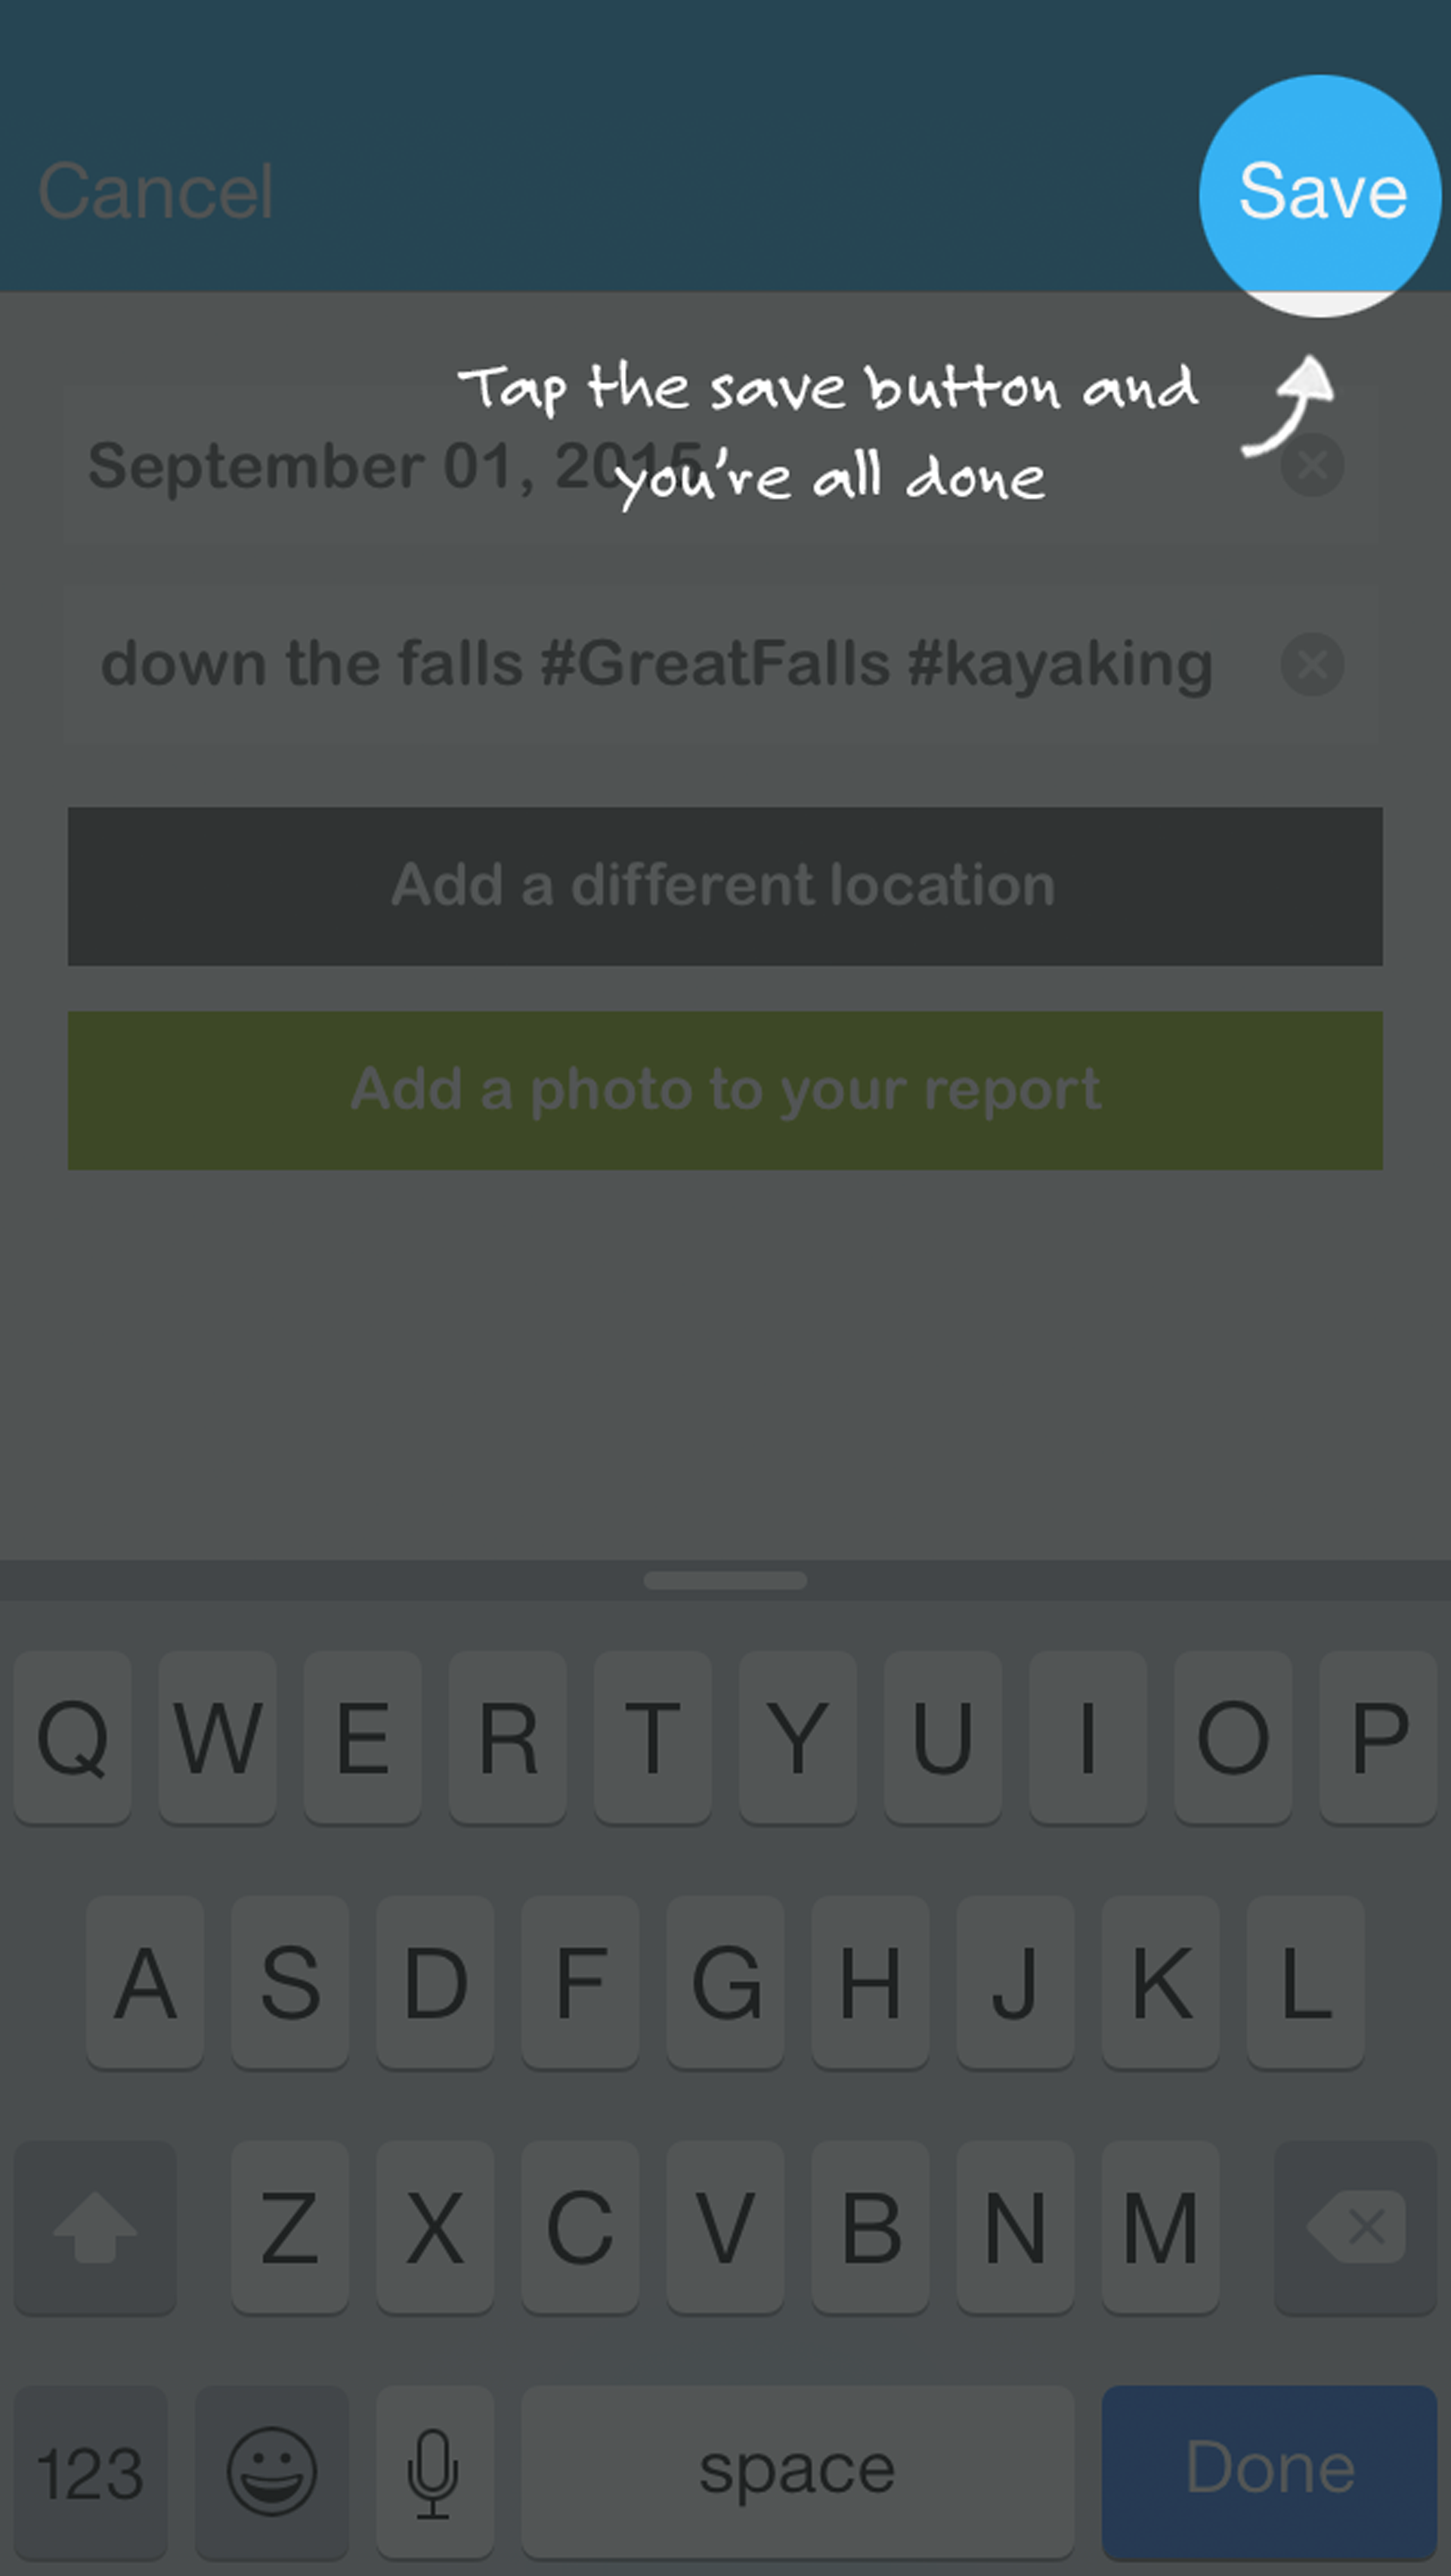 Cancel
Save
Tap the save button and
you're all done
September 01, 2015
down the falls #GreatFalls #kayaking
Add a different location
Add a photo to your report
Q W E R T Y U I O P
A S D F G H J K L
Z X C V B N M
123 space Done